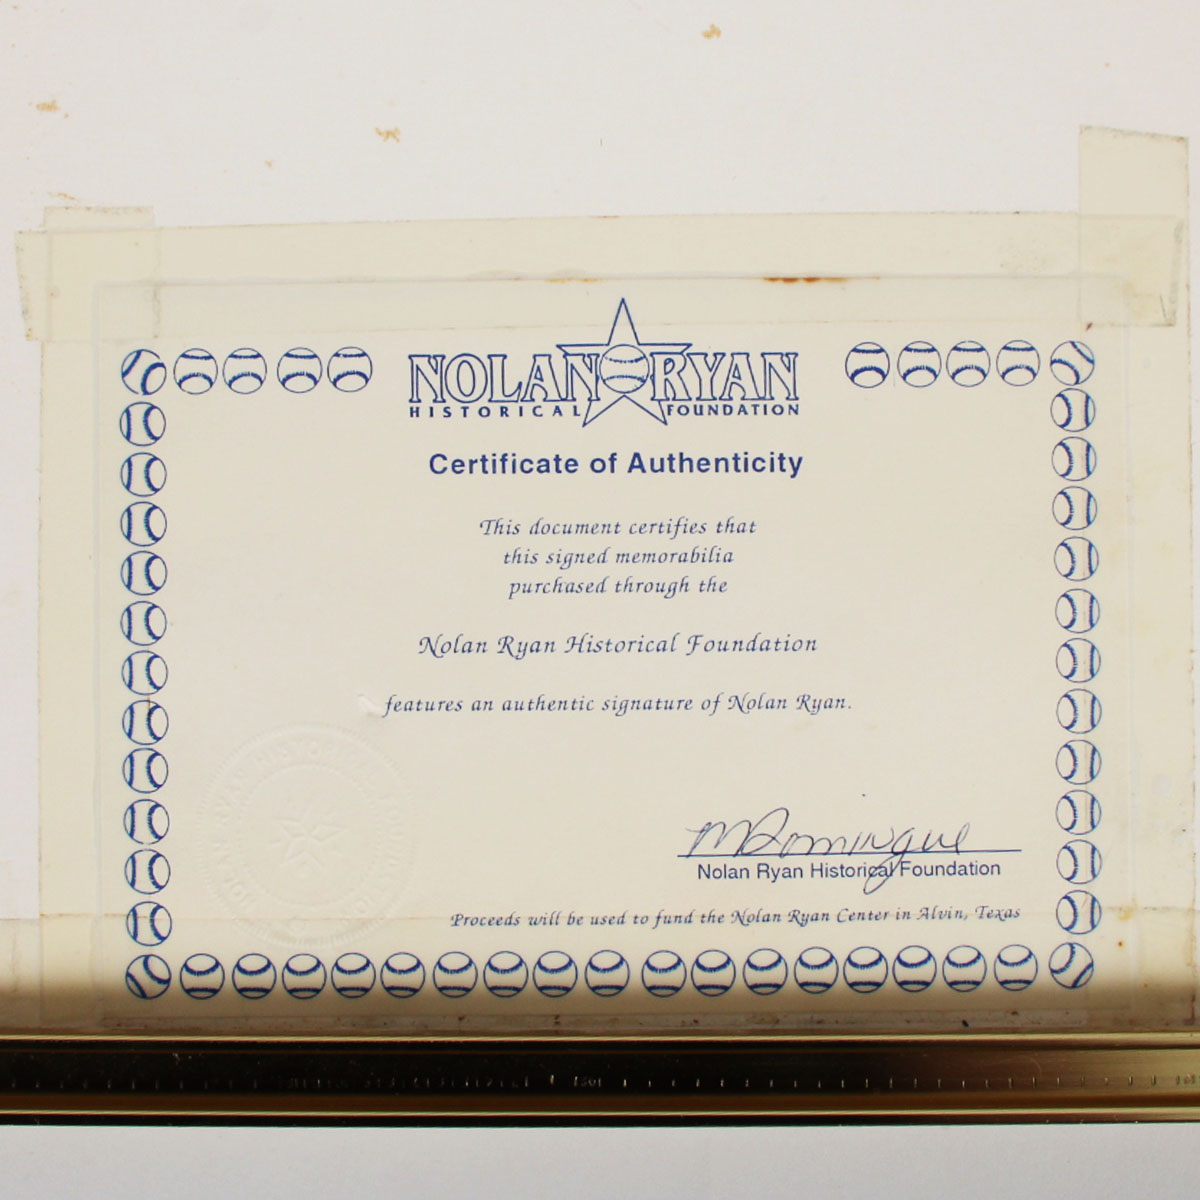 NOLAN RYAN
HISTORICAL FOUNDATION
Certificate of Authenticity
This document certifies that
this signed memorabilia
purchased through the
Nolan Ryan Historical Foundation
features an authentic signature of Nolan Ryan.
M Domingue
Nolan Ryan Historical Foundation
Proceeds will be used to fund the Nolan Ryan Center in Alvin, Texas